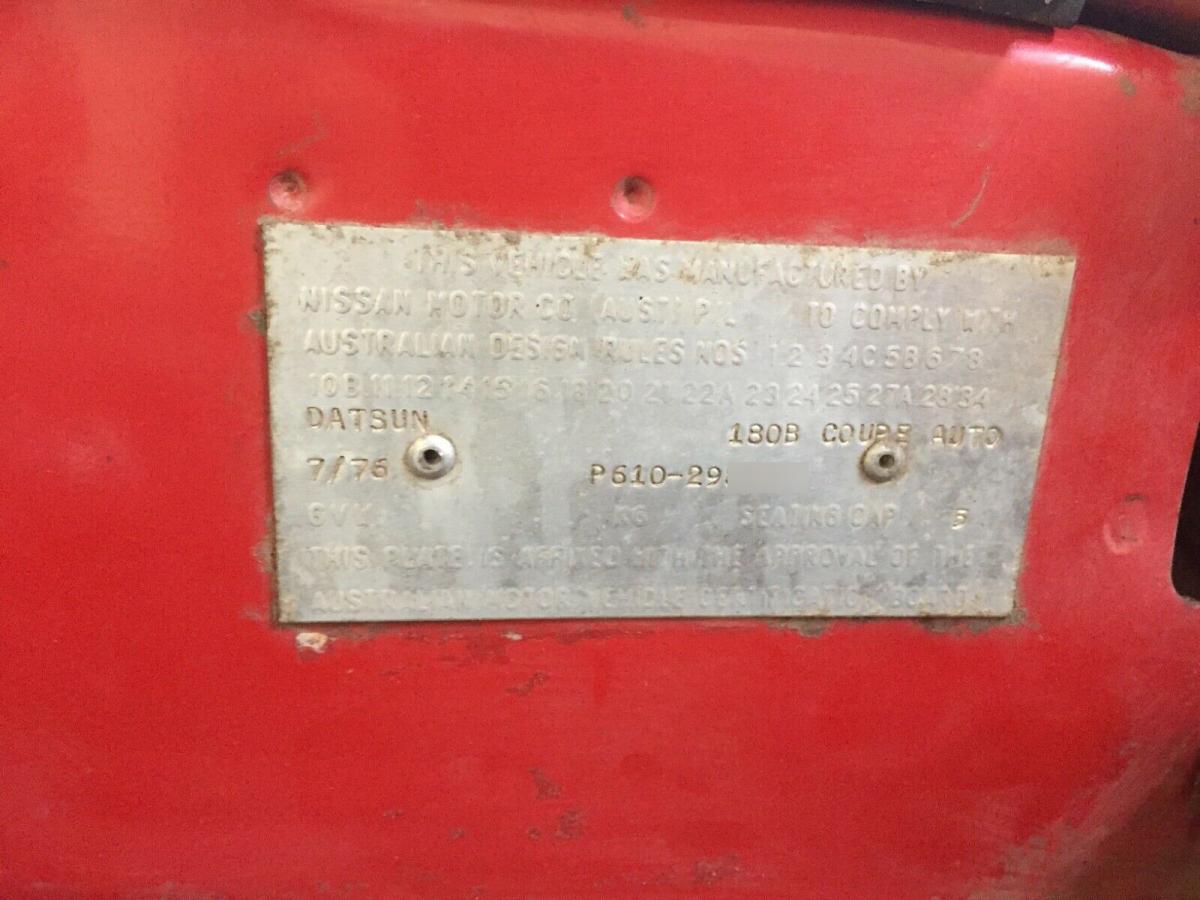 THIS VEHICLE WAS MANUFACTURED BY
NISSAN MOTOR CO (AUST) P/L TO COMPLY WITH
AUSTRALIAN DESIGN RULES NOS 1 2 3 4C 5B 6 7 8
10B 11 12 14 15 16 18 20 21 22A 23 24 25 27A 28 34
DATSUN 180B COUPE AUTO
7/76 P610-29
KG SEATING CAP 5
THIS PLATE IS AFFIXED WITH THE APPROVAL OF THE
AUSTRALIAN MOTOR VEHICLE CERTIFICATION BOARD